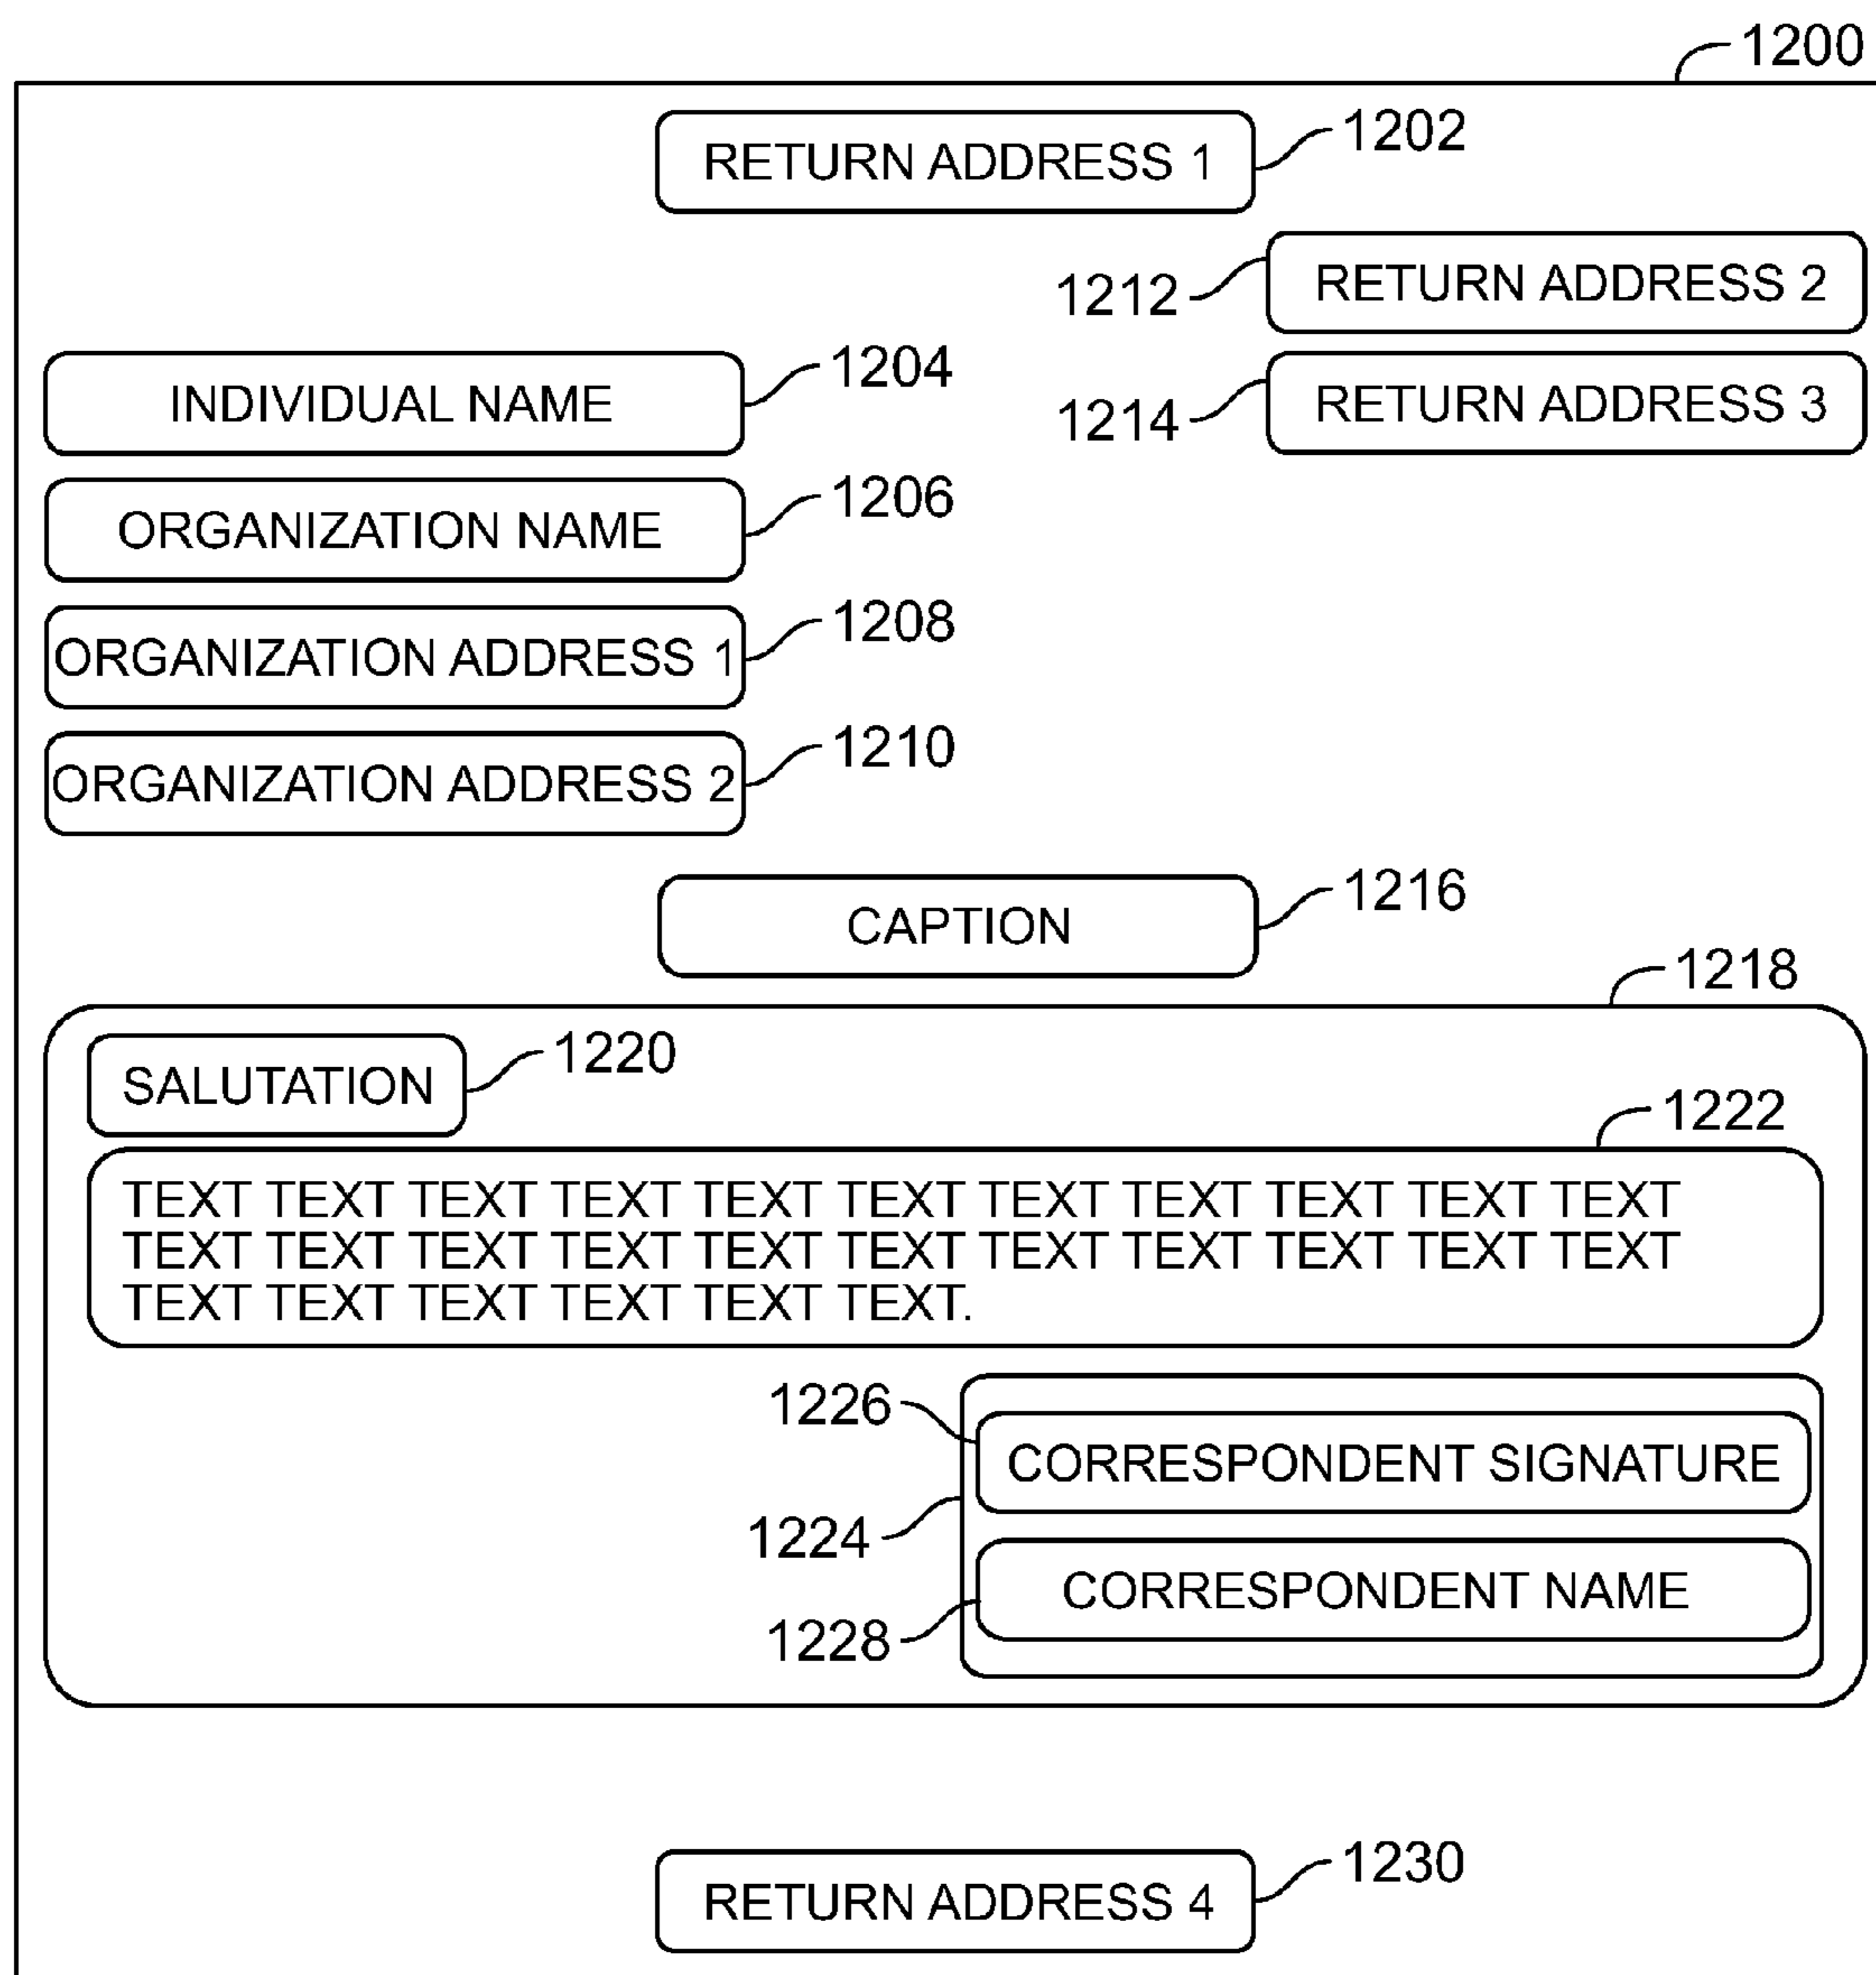 1200
RETURN ADDRESS 1
1202
1212
RETURN ADDRESS 2
INDIVIDUAL NAME
1204
1214
RETURN ADDRESS 3
ORGANIZATION NAME
1206
ORGANIZATION ADDRESS 1
1208
ORGANIZATION ADDRESS 2
1210
CAPTION
1216
1218
SALUTATION
1220
1222
TEXT TEXT TEXT TEXT TEXT TEXT TEXT TEXT TEXT TEXT TEXT
TEXT TEXT TEXT TEXT TEXT TEXT TEXT TEXT TEXT TEXT TEXT
TEXT TEXT TEXT TEXT TEXT TEXT.
1226
CORRESPONDENT SIGNATURE
1224
CORRESPONDENT NAME
1228
RETURN ADDRESS 4
1230